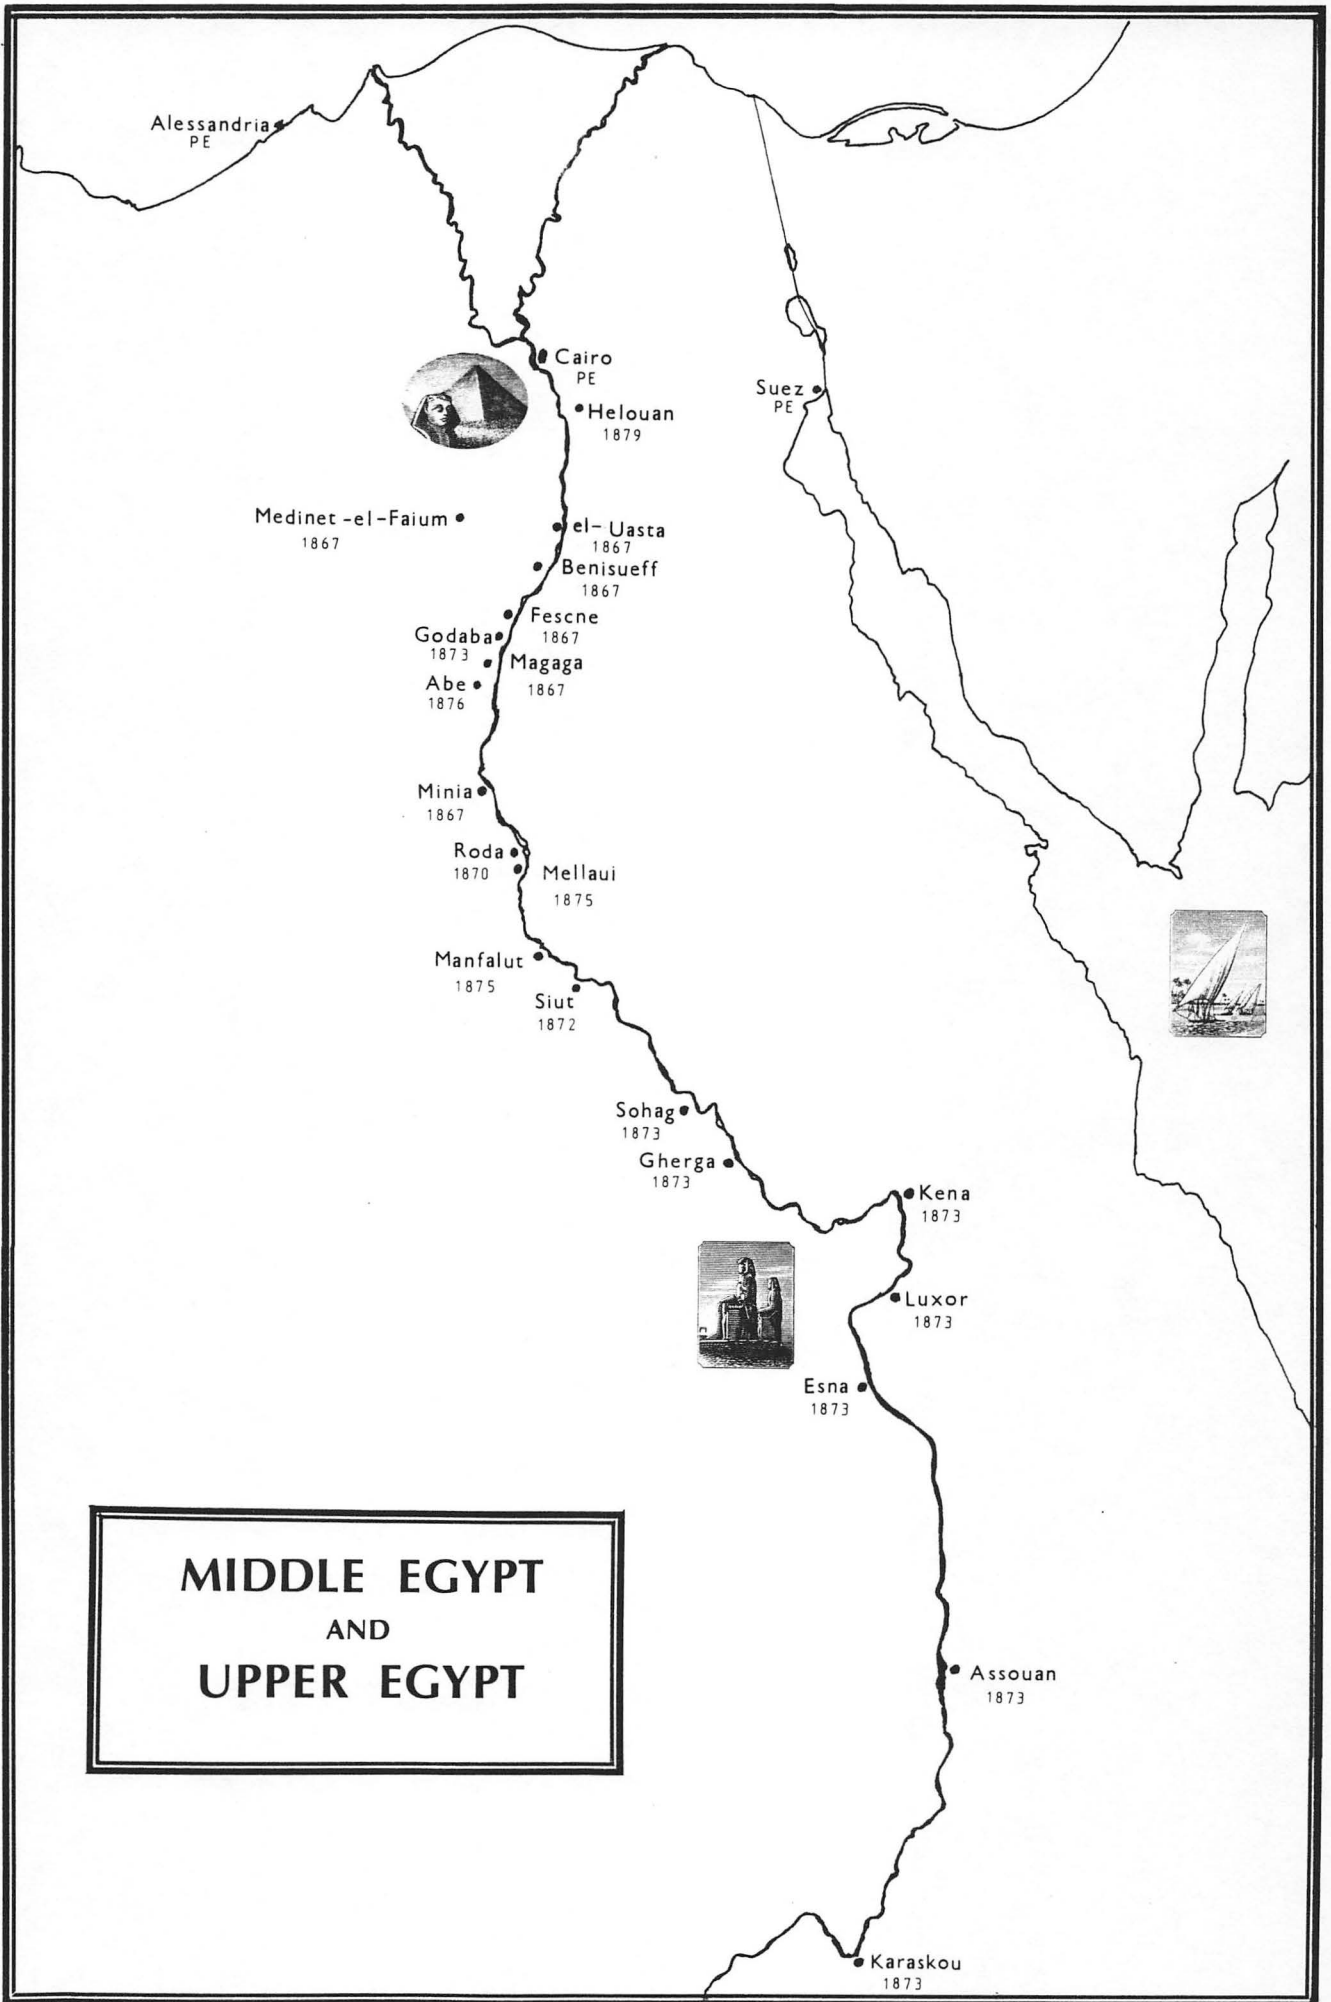 Alessandria
PE
Cairo
PE
Suez
PE
Helouan
1879
Medinet -el-Faium
1867
el-Uasta
1867
Benisueff
1867
Fescne
1867
Godaba
1873
Magaga
1867
Abe
1876
Minia
1867
Roda
1870
Mellaui
1875
Manfalut
1875
Siut
1872
Sohag
1873
Gherga
1873
Kena
1873
Luxor
1873
Esna
1873
MIDDLE EGYPT
AND
UPPER EGYPT
Assouan
1873
Karaskou
1873